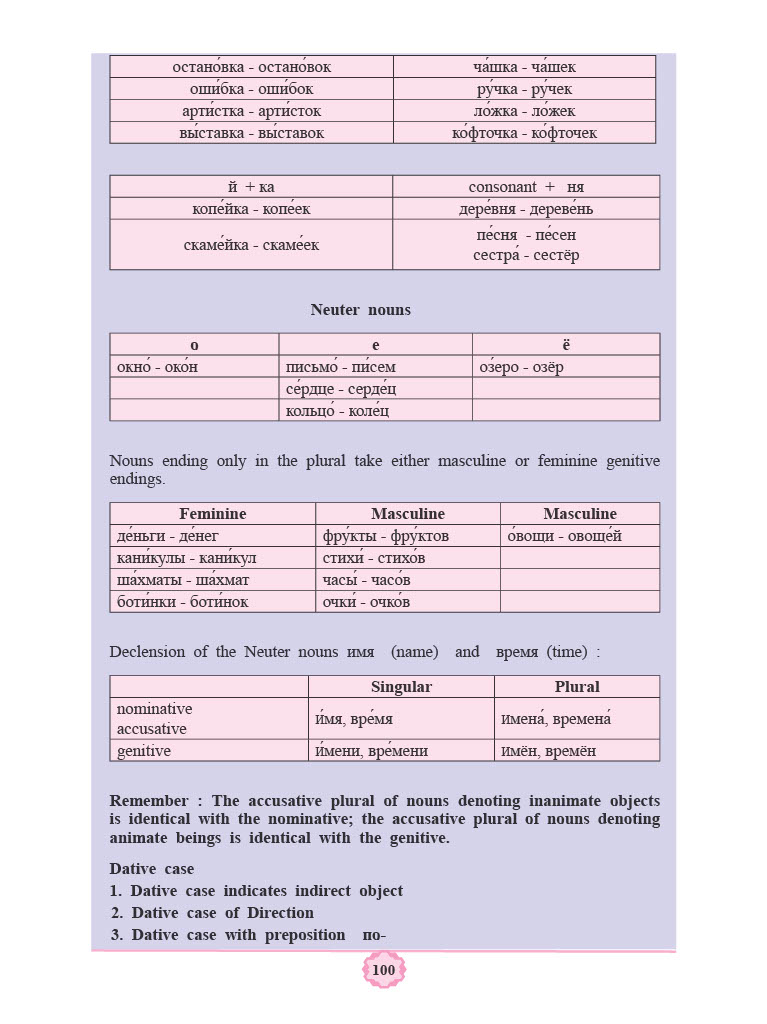 остано́вка - остано́вок ча́шка - ча́шек
оши́бка - оши́бок ру́чка - ру́чек
арти́стка - арти́сток ло́жка - ло́жек
вы́ставка - вы́ставок ко́фточка - ко́фточек
й + ка consonant + ня
копе́йка - копе́ек дере́вня - дереве́нь
скаме́йка - скаме́ек пе́сня - пе́сен
сестра́ - сестёр
Neuter nouns
о е ё
окно́ - око́н письмо́ - пи́сем о́зеро - озёр
се́рдце - серде́ц
кольцо́ - коле́ц
Nouns ending only in the plural take either masculine or feminine genitive
endings.
Feminine Masculine Masculine
де́ньги - де́нег фру́кты - фру́ктов о́вощи - овоще́й
кани́кулы - кани́кул стихи́ - стихо́в
ша́хматы - ша́хмат часы́ - часо́в
боти́нки - боти́нок очки́ - очко́в
Declension of the Neuter nouns имя (name) and время (time) :
Singular Plural
nominative
accusative и́мя, вре́мя имена́, времена́
genitive и́мени, вре́мени имён, времён
Remember : The accusative plural of nouns denoting inanimate objects
is identical with the nominative; the accusative plural of nouns denoting
animate beings is identical with the genitive.
Dative case
1. Dative case indicates indirect object
2. Dative case of Direction
3. Dative case with preposition по-
100